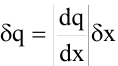 δq = |dq/dx| δx